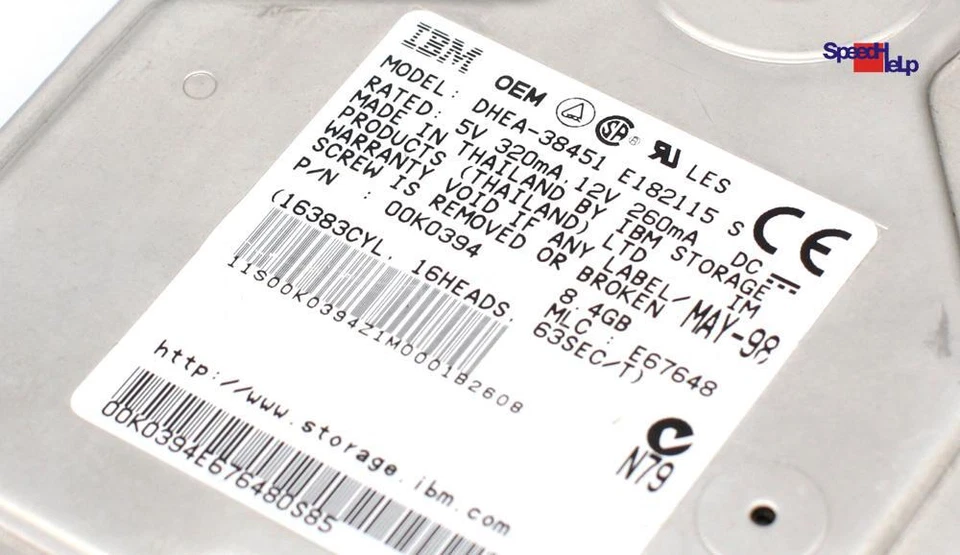 SpeedHeLp
IBM
OEM
LES
MODEL: DHEA-38451 E182115 S
RATED: 5V 320mA,12V 260mA DC
MADE IN THAILAND BY IBM STORAGE
PRODUCTS (THAILAND) LTD IM
WARRANTY VOID IF ANY LABEL/ MAY-98
SCREW IS REMOVED OR BROKEN
P/N : 00K0394 8.4GB MLC : E67648
(16383CYL, 16HEADS, 63SEC/T)
11S00K0394Z1M0001B2608
N79
http://www.storage.ibm.com
00K0394E676480S85